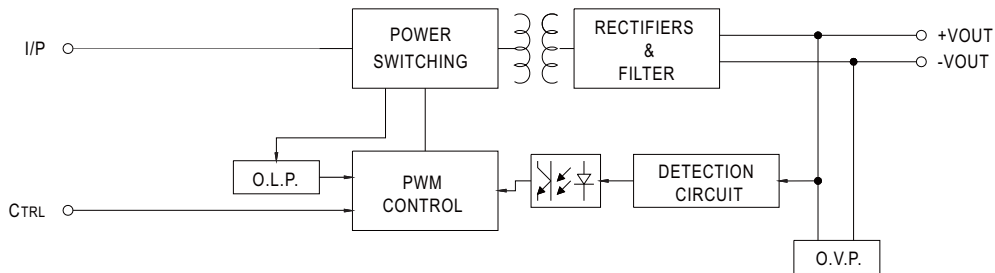 I/P
POWER
SWITCHING
RECTIFIERS
&
FILTER
+VOUT
-VOUT
O.L.P.
PWM
CONTROL
DETECTION
CIRCUIT
CTRL
O.V.P.